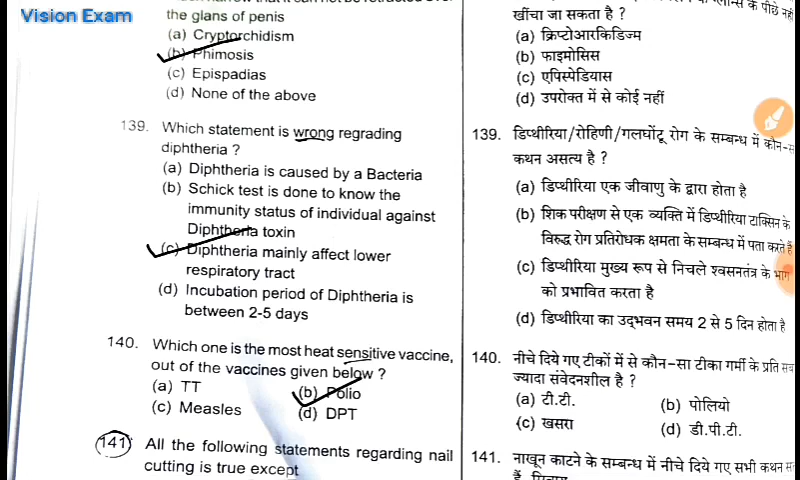 Vision Exam
the glans of penis
(a) Cryptorchidism
(b) Phimosis
(c) Epispadias
(d) None of the above
139. Which statement is wrong regrading
diphtheria ?
(a) Diphtheria is caused by a Bacteria
(b) Schick test is done to know the
immunity status of individual against
Diphtheria toxin
(c) Diphtheria mainly affect lower
respiratory tract
(d) Incubation period of Diphtheria is
between 2-5 days
140. Which one is the most heat sensitive vaccine,
out of the vaccines given below ?
(a) TT
(b) Polio
(c) Measles
(d) DPT
141. All the following statements regarding nail
cutting is true except
खींचा जा सकता है ?
(a) क्रिप्टोआरकिडिज्म
(b) फाइमोसिस
(c) एपिस्पेडियास
(d) उपरोक्त में से कोई नहीं
139. डिप्थीरिया/रोहिणी/गलघोंटू रोग के सम्बन्ध में कौन-स
कथन असत्य है ?
(a) डिप्थीरिया एक जीवाणु के द्वारा होता है
(b) शिक परीक्षण से एक व्यक्ति में डिप्थीरिया टाक्सिन के
विरुद्ध रोग प्रतिरोधक क्षमता के सम्बन्ध में पता करते हैं
(c) डिप्थीरिया मुख्य रूप से निचले श्वसनतंत्र के भाग
को प्रभावित करता है
(d) डिप्थीरिया का उद्भवन समय 2 से 5 दिन होता है
140. नीचे दिये गए टीकों में से कौन-सा टीका गर्मी के प्रति सब
ज्यादा संवेदनशील है ?
(a) टी.टी.
(b) पोलियो
(c) खसरा
(d) डी.पी.टी.
141. नाखून काटने के सम्बन्ध में नीचे दिये गए सभी कथन स